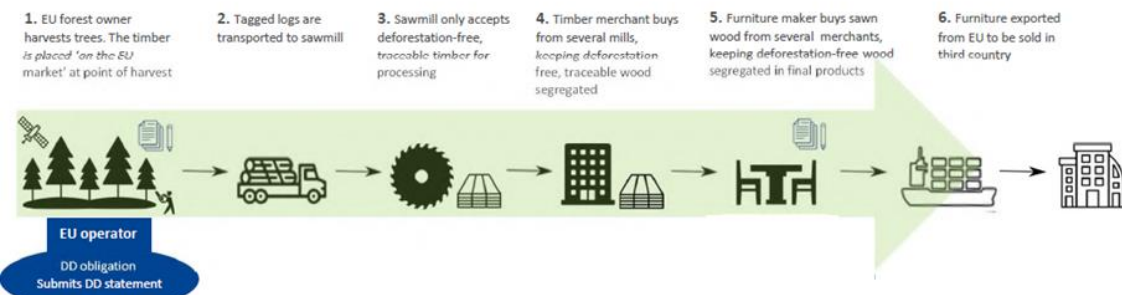 1. EU forest owner
harvests trees. The timber
is placed 'on the EU
market' at point of harvest
2. Tagged logs are
transported to sawmill
3. Sawmill only accepts
deforestation-free,
traceable timber for
processing
4. Timber merchant buys
from several mills,
keeping deforestation
free, traceable wood
segregated
5. Furniture maker buys sawn
wood from several merchants,
keeping deforestation-free wood
segregated in final products
6. Furniture exported
from EU to be sold in
third country
EU operator
DD obligation
Submits DD statement